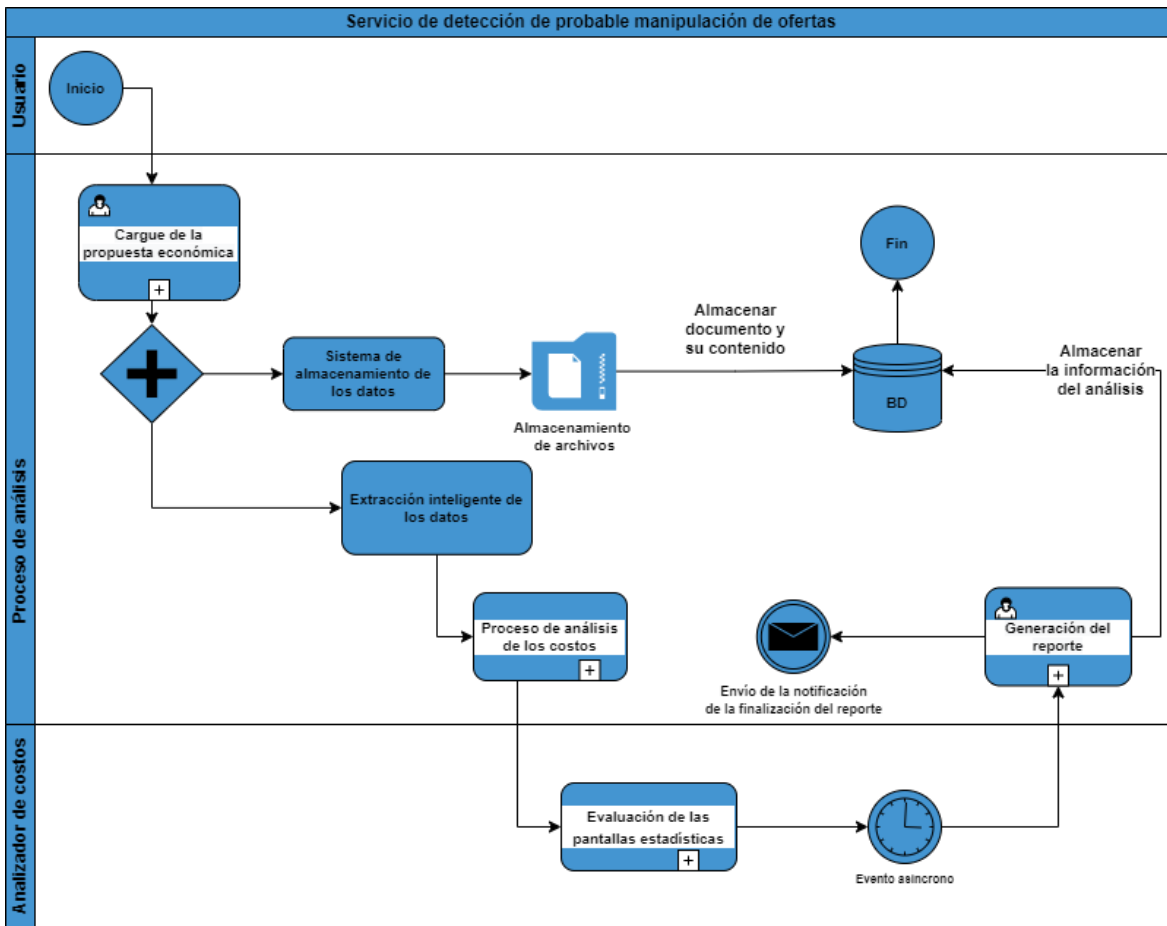 Servicio de detección de probable manipulación de ofertas
Usuario
Inicio
Proceso de análisis
Cargue de la
propuesta económica
Fin
Almacenar
documento y
su contenido
Almacenar
la información
del análisis
Sistema de
almacenamiento de
los datos
BD
Almacenamiento
de archivos
Extracción inteligente de
los datos
Proceso de análisis
de los costos
Generación del
reporte
Envío de la notificación
de la finalización del reporte
Analizador de costos
Evaluación de las
pantallas estadísticas
Evento asíncrono